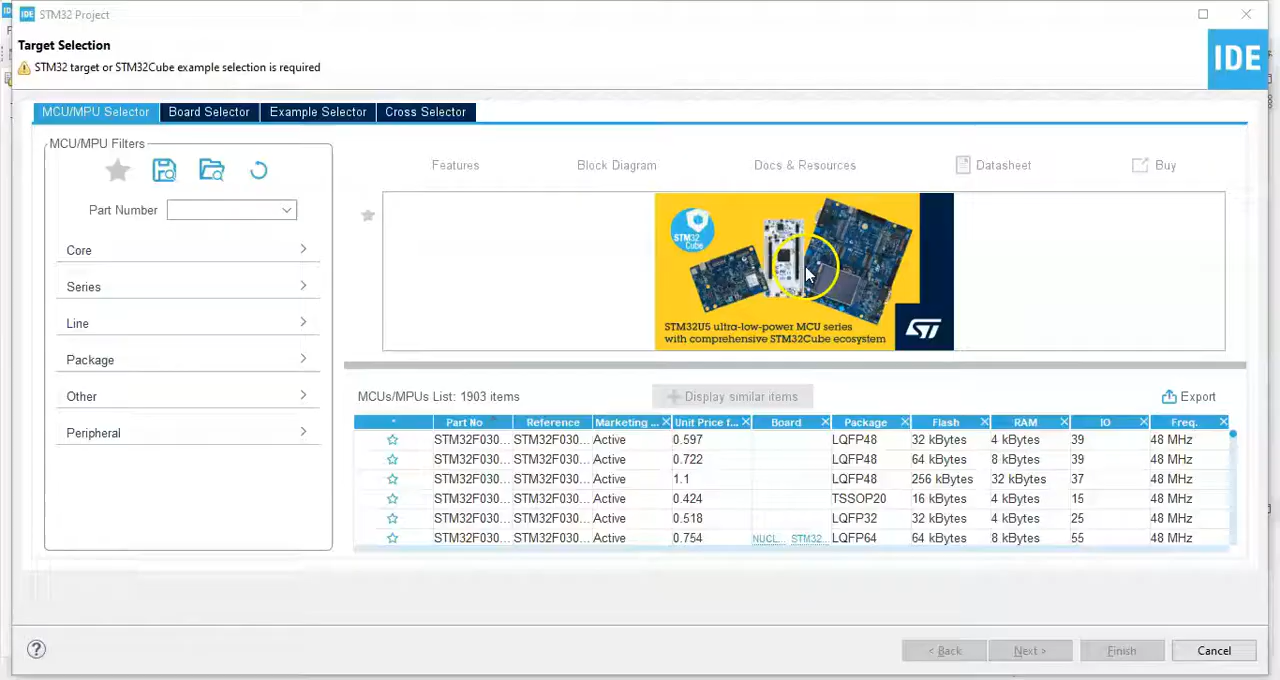 IDE STM32 Project
Target Selection
STM32 target or STM32Cube example selection is required
IDE
MCU/MPU Selector Board Selector Example Selector Cross Selector
MCU/MPU Filters
Features Block Diagram Docs & Resources Datasheet Buy
Part Number
STM32
Cube
Core
Series
Line
STM32U5 ultra-low-power MCU series
with comprehensive STM32Cube ecosystem
ST
Package
Other
Peripheral
MCUs/MPUs List: 1903 items
+ Display similar items
Export
* Part No Reference Marketing ... Unit Price f... Board Package Flash RAM IO Freq.
STM32F030... STM32F030... Active 0.597 LQFP48 32 kBytes 4 kBytes 39 48 MHz
STM32F030... STM32F030... Active 0.722 LQFP48 64 kBytes 8 kBytes 39 48 MHz
STM32F030... STM32F030... Active 1.1 LQFP48 256 kBytes 32 kBytes 37 48 MHz
STM32F030... STM32F030... Active 0.424 TSSOP20 16 kBytes 4 kBytes 15 48 MHz
STM32F030... STM32F030... Active 0.518 LQFP32 32 kBytes 4 kBytes 25 48 MHz
STM32F030... STM32F030... Active 0.754 NUCL... STM32... LQFP64 64 kBytes 8 kBytes 55 48 MHz
? < Back Next > Finish Cancel